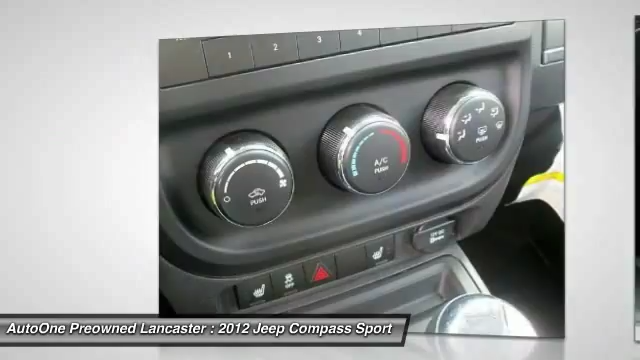 1 2 3 4
PUSH
A/C
PUSH
PUSH
AutoOne Preowned Lancaster : 2012 Jeep Compass Sport